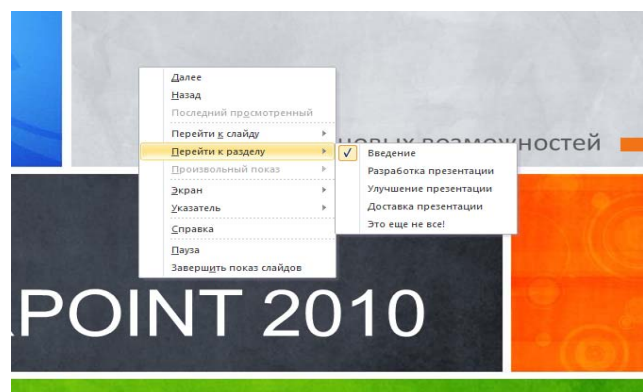 Далее
Назад
Последний просмотренный
новых возможностей
Перейти к слайду
Перейти к разделу
Введение
Произвольный показ
Разработка презентации
Экран
Улучшение презентации
Указатель
Доставка презентации
Справка
Это еще не все!
Пауза
Завершить показ слайдов
POINT 2010